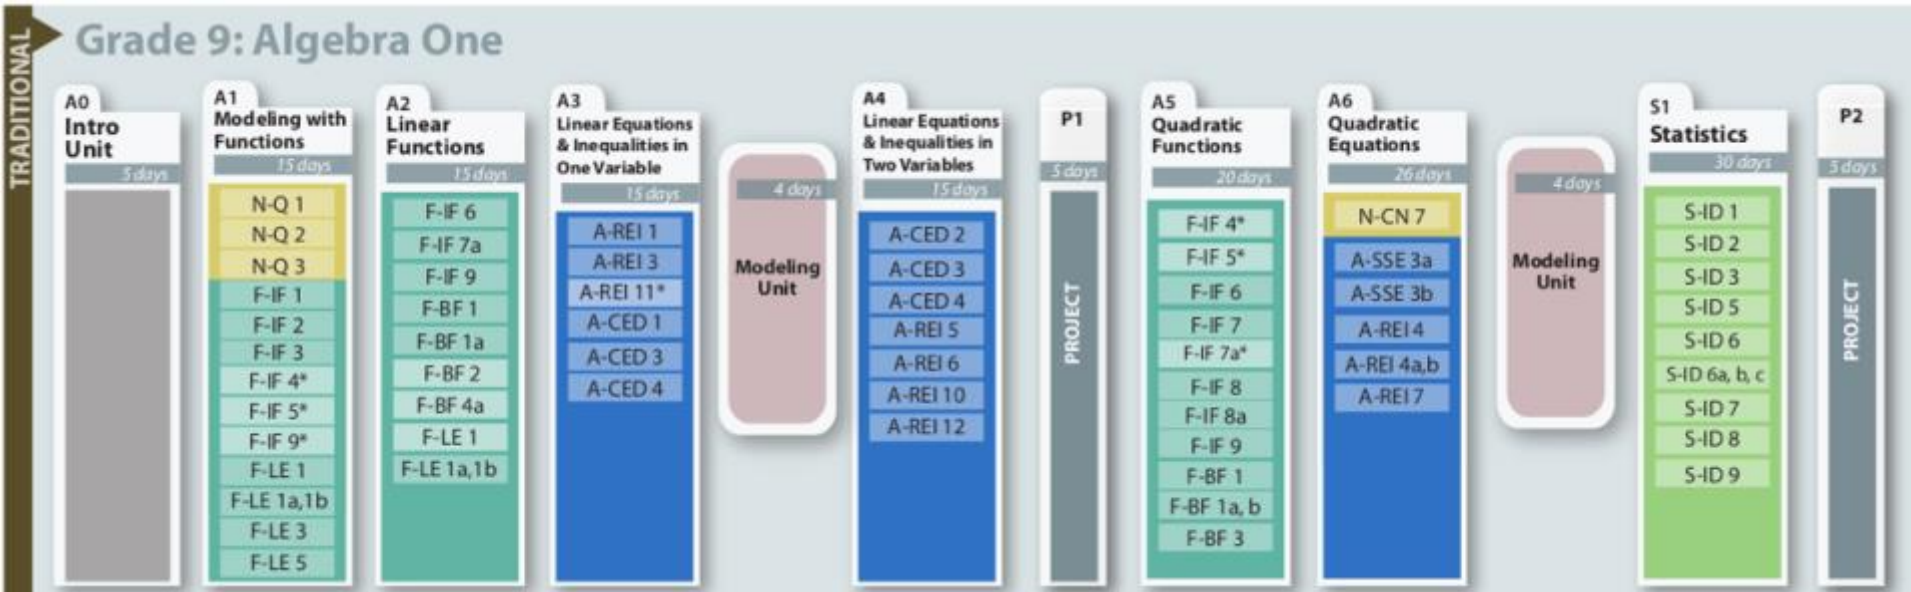 TRADITIONAL
Grade 9: Algebra One
A0
Intro
Unit
5 days
A1
Modeling with
Functions
15 days
N-Q 1
N-Q 2
N-Q 3
F-IF 1
F-IF 2
F-IF 3
F-IF 4*
F-IF 5*
F-IF 9*
F-LE 1
F-LE 1a,1b
F-LE 3
F-LE 5
A2
Linear
Functions
15 days
F-IF 6
F-IF 7a
F-IF 9
F-BF 1
F-BF 1a
F-BF 2
F-BF 4a
F-LE 1
F-LE 1a,1b
A3
Linear Equations
& Inequalities in
One Variable
15 days
A-REI 1
A-REI 3
A-REI 11*
A-CED 1
A-CED 3
A-CED 4
4 days
Modeling
Unit
A4
Linear Equations
& Inequalities in
Two Variables
15 days
A-CED 2
A-CED 3
A-CED 4
A-REI 5
A-REI 6
A-REI 10
A-REI 12
P1
5 days
PROJECT
A5
Quadratic
Functions
20 days
F-IF 4*
F-IF 5*
F-IF 6
F-IF 7
F-IF 7a*
F-IF 8
F-IF 8a
F-IF 9
F-BF 1
F-BF 1a, b
F-BF 3
A6
Quadratic
Equations
26 days
N-CN 7
A-SSE 3a
A-SSE 3b
A-REI 4
A-REI 4a,b
A-REI 7
4 days
Modeling
Unit
S1
Statistics
30 days
S-ID 1
S-ID 2
S-ID 3
S-ID 5
S-ID 6
S-ID 6a, b, c
S-ID 7
S-ID 8
S-ID 9
P2
5 days
PROJECT